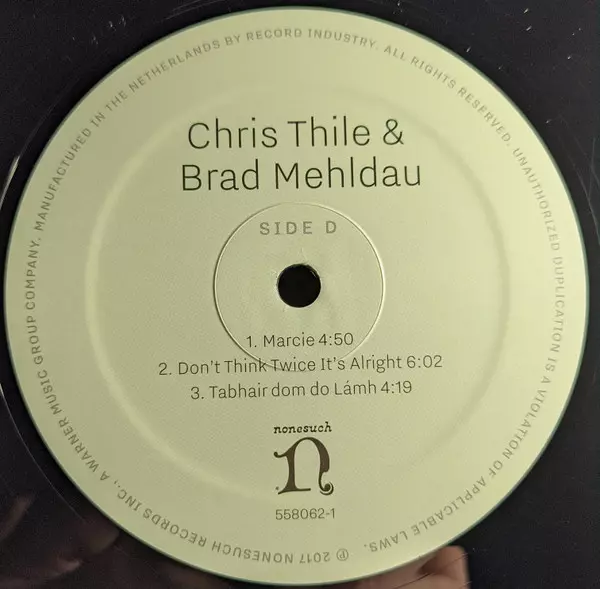 Chris Thile &
Brad Mehldau
SIDE D
1. Marcie 4:50
2. Don't Think Twice It's Alright 6:02
3. Tabhair dom do Lámh 4:19
nonesuch
N
558062-1
℗ 2017 NONESUCH RECORDS INC., A WARNER MUSIC GROUP COMPANY. MANUFACTURED IN THE NETHERLANDS BY RECORD INDUSTRY. ALL RIGHTS RESERVED. UNAUTHORIZED DUPLICATION IS A VIOLATION OF APPLICABLE LAWS.